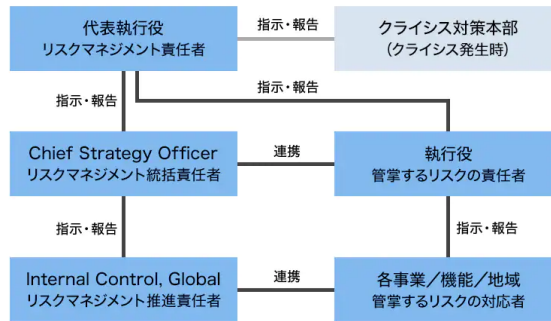 代表執行役
リスクマネジメント責任者
指示・報告
クライシス対策本部
(クライシス発生時)
指示・報告
指示・報告
Chief Strategy Officer
リスクマネジメント統括責任者
連携
執行役
管掌するリスクの責任者
指示・報告
指示・報告
Internal Control, Global
リスクマネジメント推進責任者
連携
各事業/機能/地域
管掌するリスクの対応者